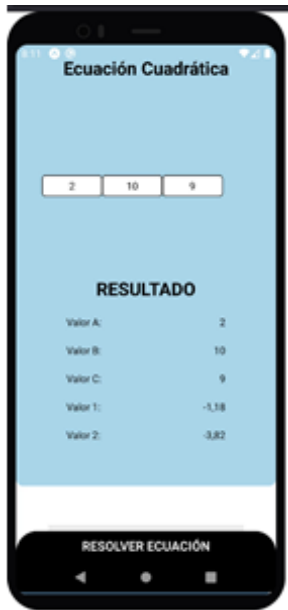 Ecuación Cuadrática
2 10 9
RESULTADO
Valor A: 2
Valor B: 10
Valor C: 9
Valor 1: -1,18
Valor 2: -3,82
RESOLVER ECUACIÓN